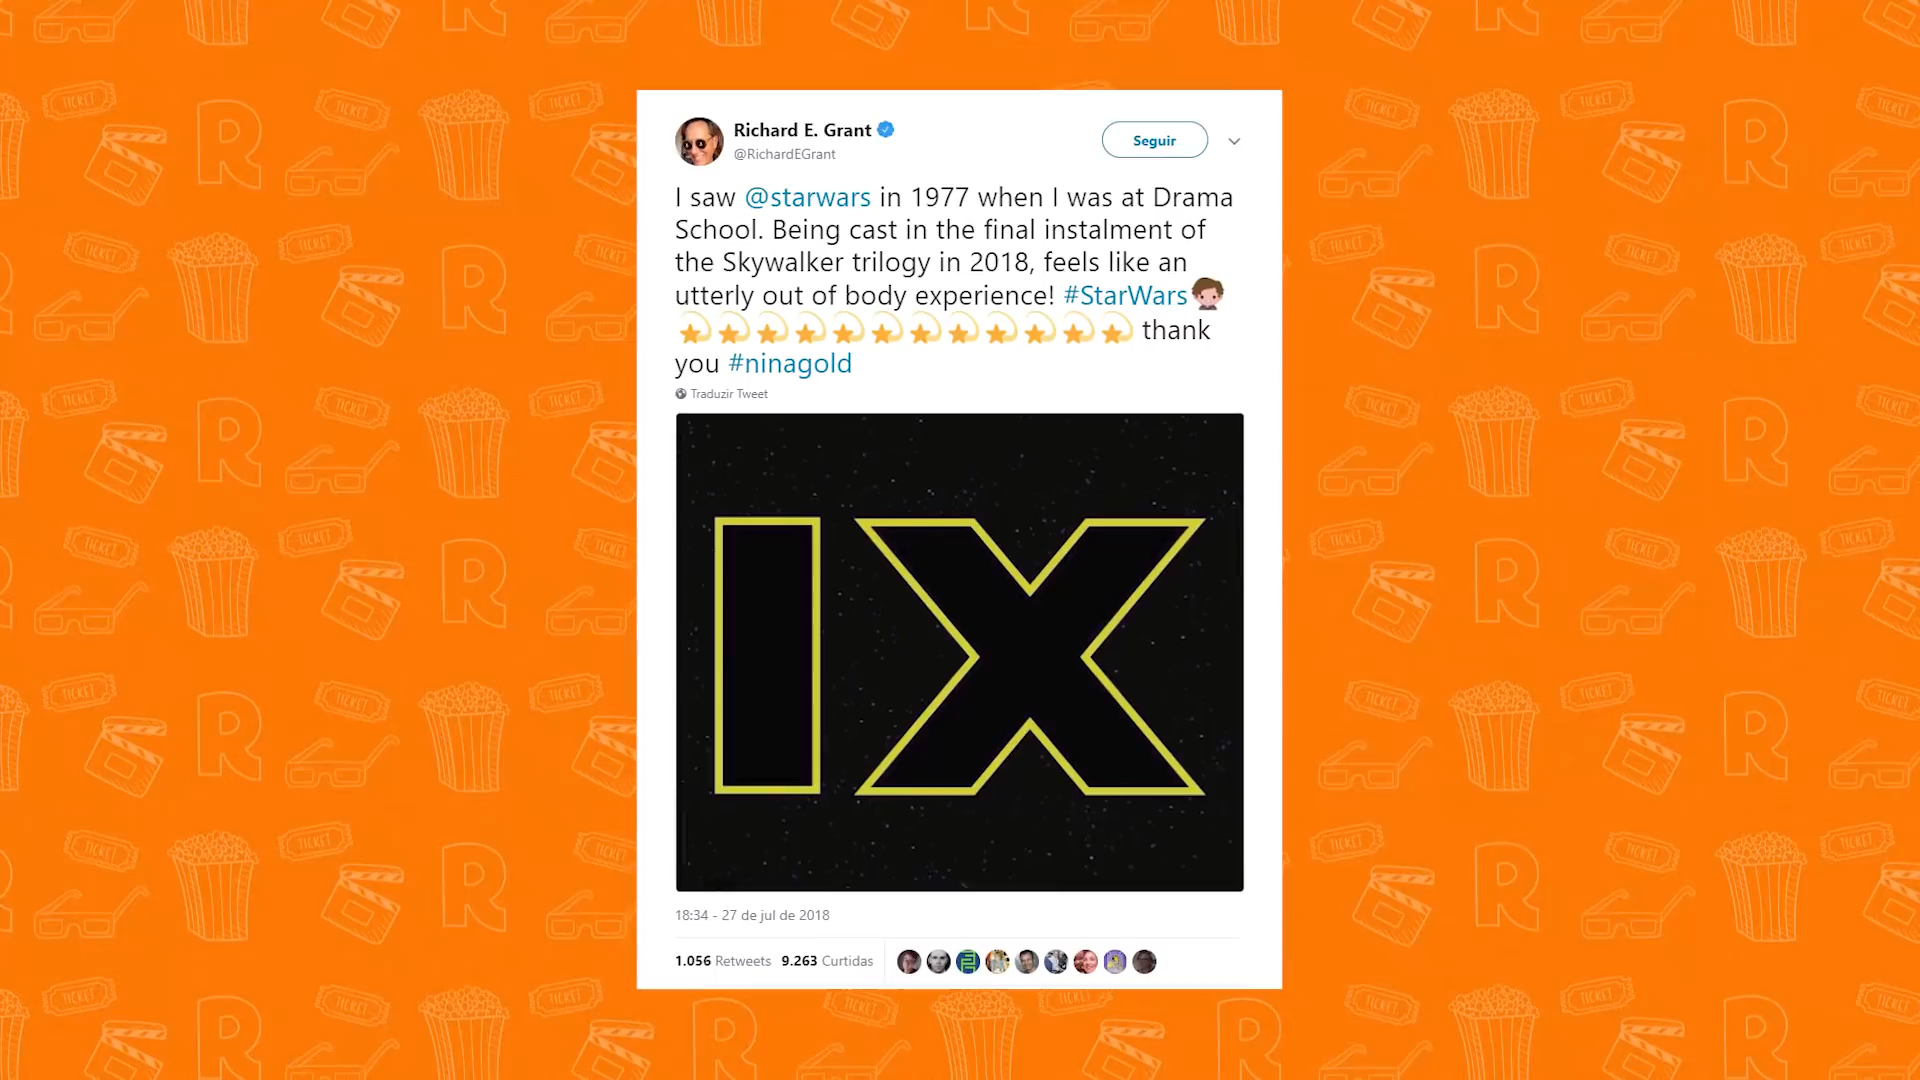 Richard E. Grant
@RichardEGrant
Seguir
I saw @starwars in 1977 when I was at Drama
School. Being cast in the final instalment of
the Skywalker trilogy in 2018, feels like an
utterly out of body experience! #StarWars
thank
you #ninagold
Traduzir Tweet
IX
18:34 - 27 de jul de 2018
1.056 Retweets 9.263 Curtidas